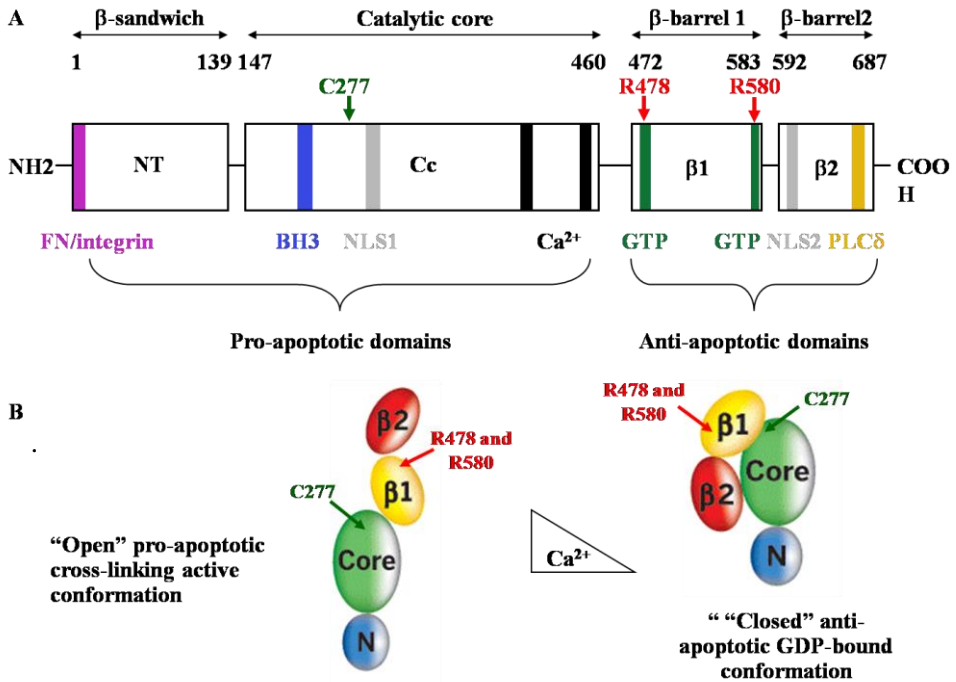 A
β-sandwich
Catalytic core
β-barrel 1
β-barrel2
1
139
147
460
472
583
592
687
C277
R478
R580
NH2
NT
Cc
β1
β2
COO
H
FN/integrin
BH3
NLS1
Ca²⁺
GTP
GTP
NLS2
PLCδ
Pro-apoptotic domains
Anti-apoptotic domains
B
.
β2
R478 and
R580
β1
C277
Core
N
“Open” pro-apoptotic
cross-linking active
conformation
Ca²⁺
R478 and
R580
C277
β1
Core
β2
N
“ “Closed” anti-
apoptotic GDP-bound
conformation